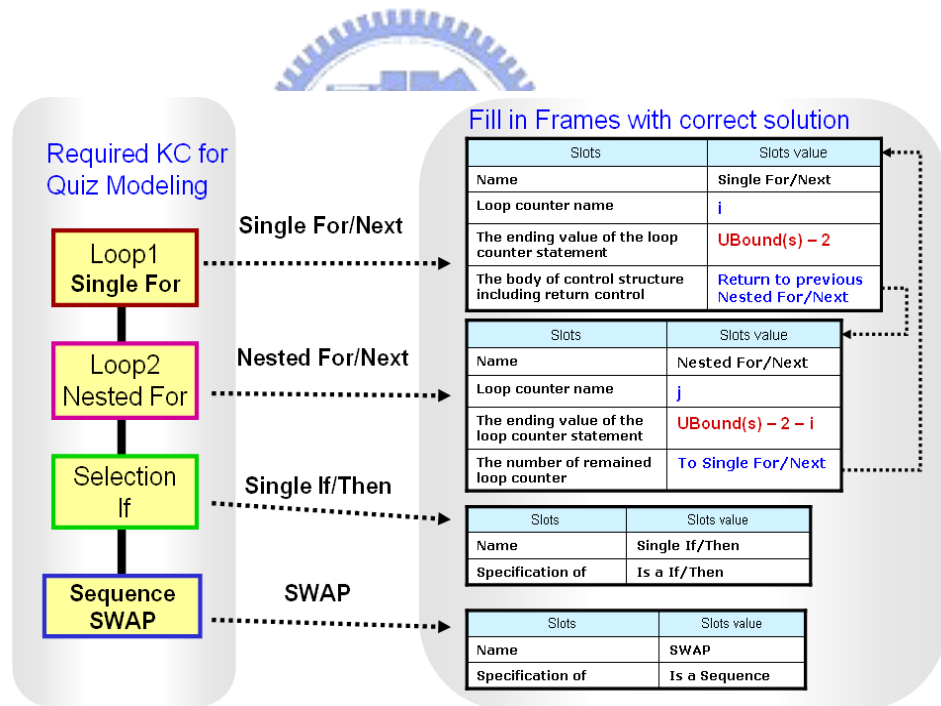 Required KC for
Quiz Modeling
Loop1
Single For
Loop2
Nested For
Selection
If
Sequence
SWAP
Single For/Next
Nested For/Next
Single If/Then
SWAP
Fill in Frames with correct solution
Slots Slots value
Name Single For/Next
Loop counter name i
The ending value of the loop
counter statement UBound(s) – 2
The body of control structure
including return control
Return to previous
Nested For/Next
Slots Slots value
Name Nested For/Next
Loop counter name j
The ending value of the
loop counter statement UBound(s) – 2 – i
The number of remained
loop counter To Single For/Next
Slots Slots value
Name Single If/Then
Specification of Is a If/Then
Slots Slots value
Name SWAP
Specification of Is a Sequence